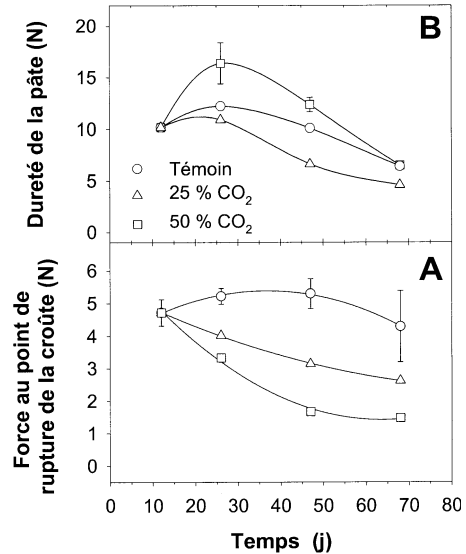 B
Dureté de la pâte (N)
20
15
10
5
0
Témoin
25 % CO₂
50 % CO₂
A
Force au point de
rupture de la croûte (N)
6
5
4
3
2
1
0
0 10 20 30 40 50 60 70 80
Temps (j)